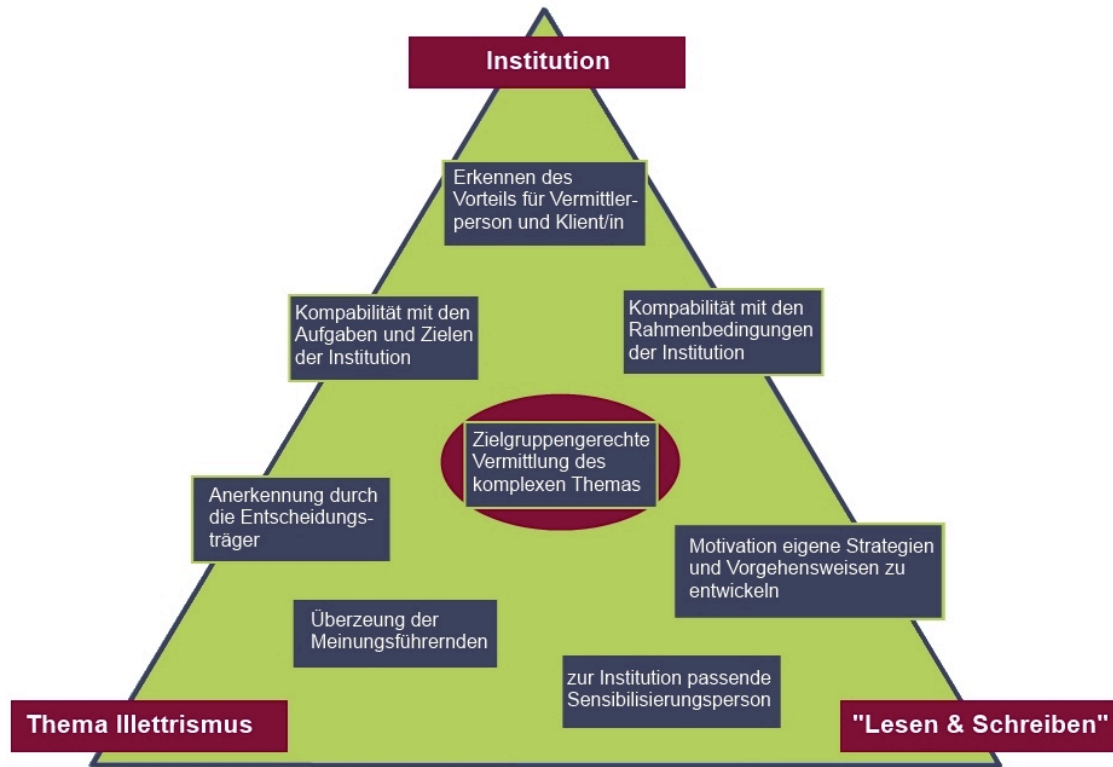 Institution
Erkennen des
Vorteils für Vermittler-
person und Klient/in
Kompabilität mit den
Aufgaben und Zielen
der Institution
Kompabilität mit den
Rahmenbedingungen
der Institution
Zielgruppengerechte
Vermittlung des
komplexen Themas
Anerkennung durch
die Entscheidungs-
träger
Motivation eigene Strategien
und Vorgehensweisen zu
entwickeln
Überzeung der
Meinungsführernden
zur Institution passende
Sensibilisierungsperson
Thema Illettrismus
"Lesen & Schreiben"